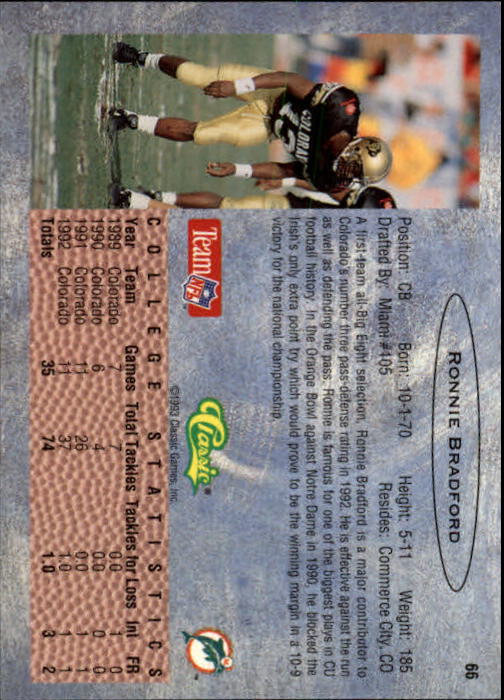 66
RONNIE BRADFORD
Position: CB Born: 10-1-70 Height: 5-11 Weight: 185
Drafted By: Miami #105 Resides: Commerce City, CO
A first-team all-Big Eight selection, Ronnie Bradford is a major contributor to
Colorado's number three pass-defense rating in 1992. He is effective against the run
as well as defending the pass. Ronnie is famous for one of the biggest plays in CU
football history. In the Orange Bowl against Notre Dame in 1990, he blocked the
Irish's only extra point try which would prove to be the winning margin in a 10-9
victory for the national championship.
COLORAD
Team NFL
Classic®
©1993 Classic Games, Inc.
COLLEGE STATISTICS
Year Team Games Total Tackles Tackles for Loss Int FR
1989 Colorado 7 7 0.0 0 0
1990 Colorado 6 4 0.0 0 0
1991 Colorado 11 26 0.0 1 1
1992 Colorado 11 37 1.0 1 1
Totals 35 74 1.0 3 2